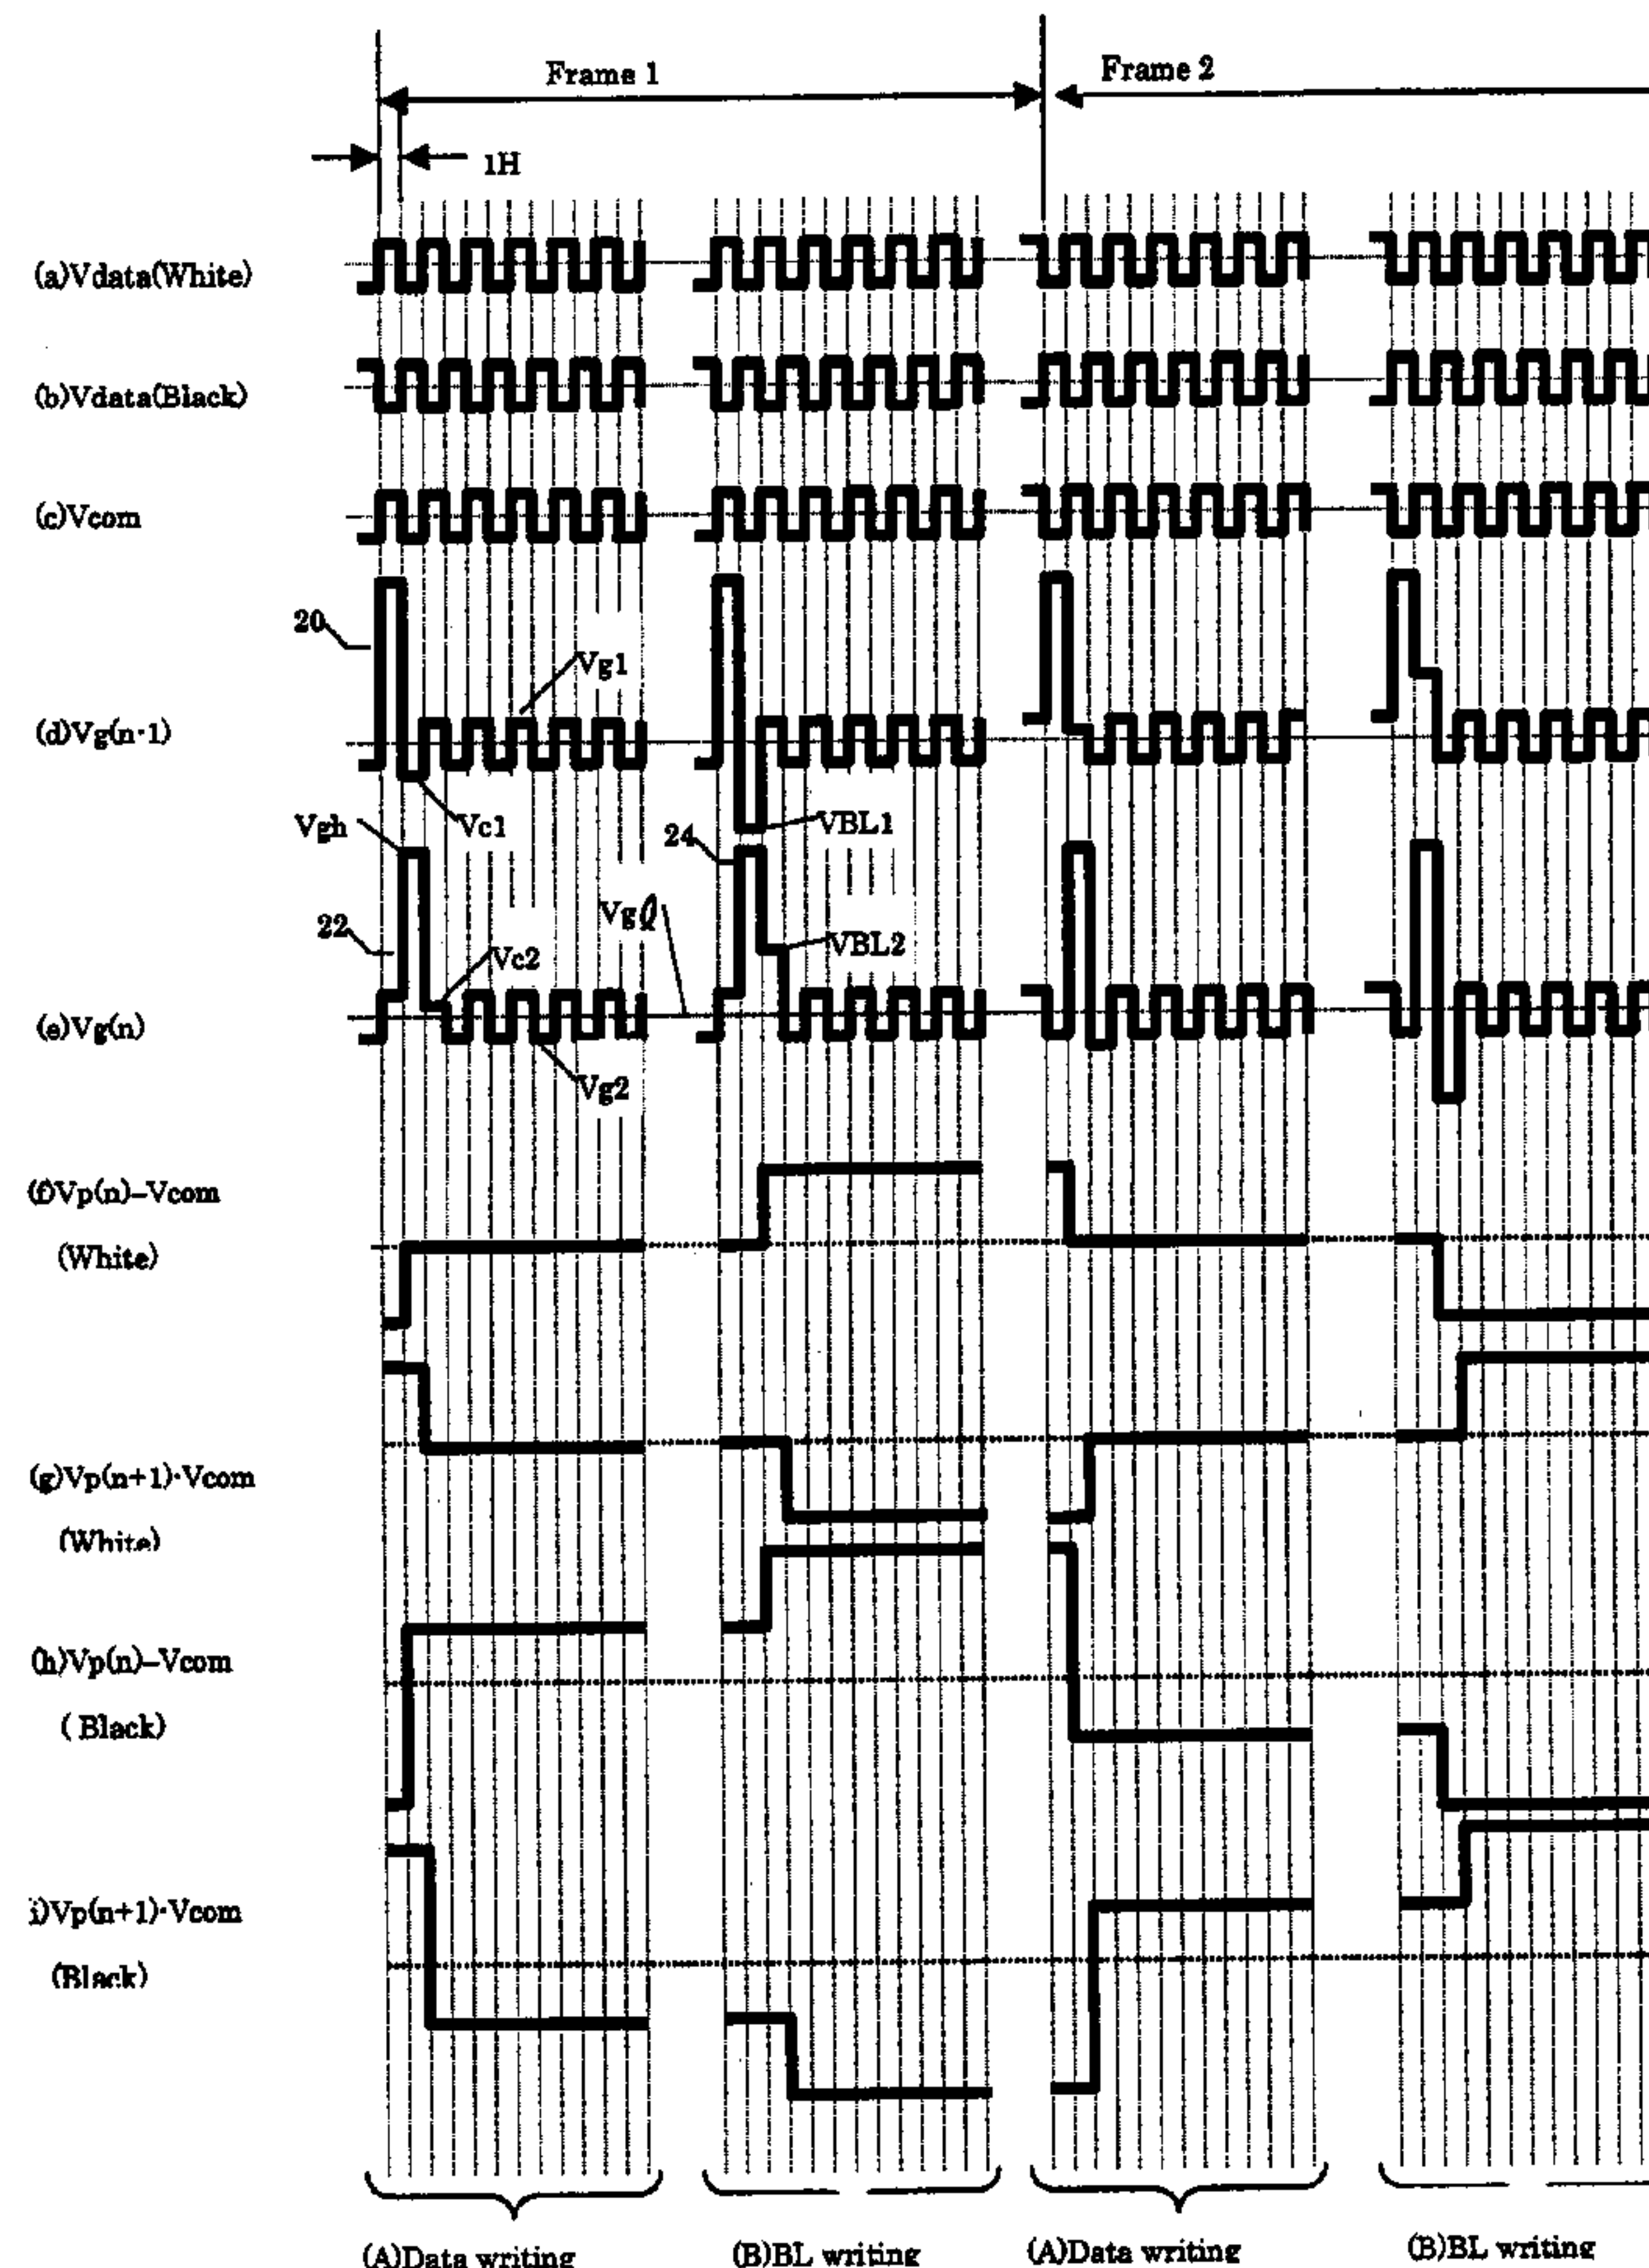 Frame 1
Frame 2
1H
(a)Vdata(White)
(b)Vdata(Black)
(c)Vcom
20
Vg1
(d)Vg(n-1)
Vc1
VBL1
Vgh
24
22
Vgℓ
Vc2
VBL2
(e)Vg(n)
Vg2
(f)Vp(n)–Vcom
(White)
(g)Vp(n+1)-Vcom
(White)
(h)Vp(n)–Vcom
( Black)
i)Vp(n+1)-Vcom
(Black)
(A)Data writing
(B)BL writing
(A)Data writing
(B)BL writing